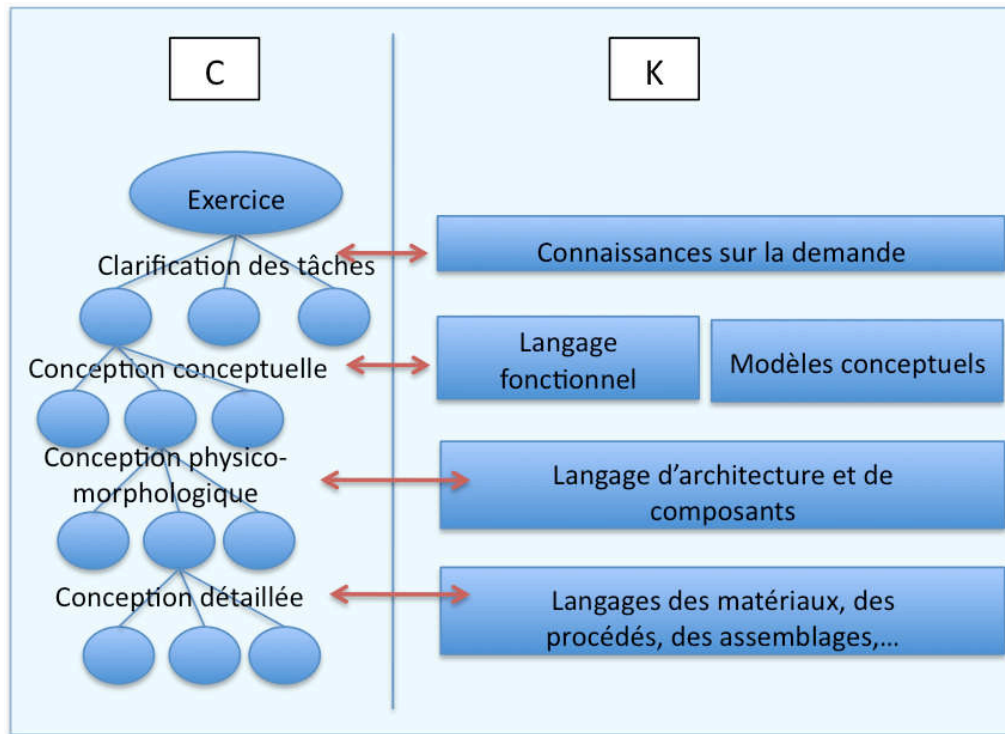 C
K
Exercice
Clarification des tâches
Connaissances sur la demande
Conception conceptuelle
Langage
fonctionnel
Modèles conceptuels
Conception physico-
morphologique
Langage d’architecture et de
composants
Conception détaillée
Langages des matériaux, des
procédés, des assemblages,...